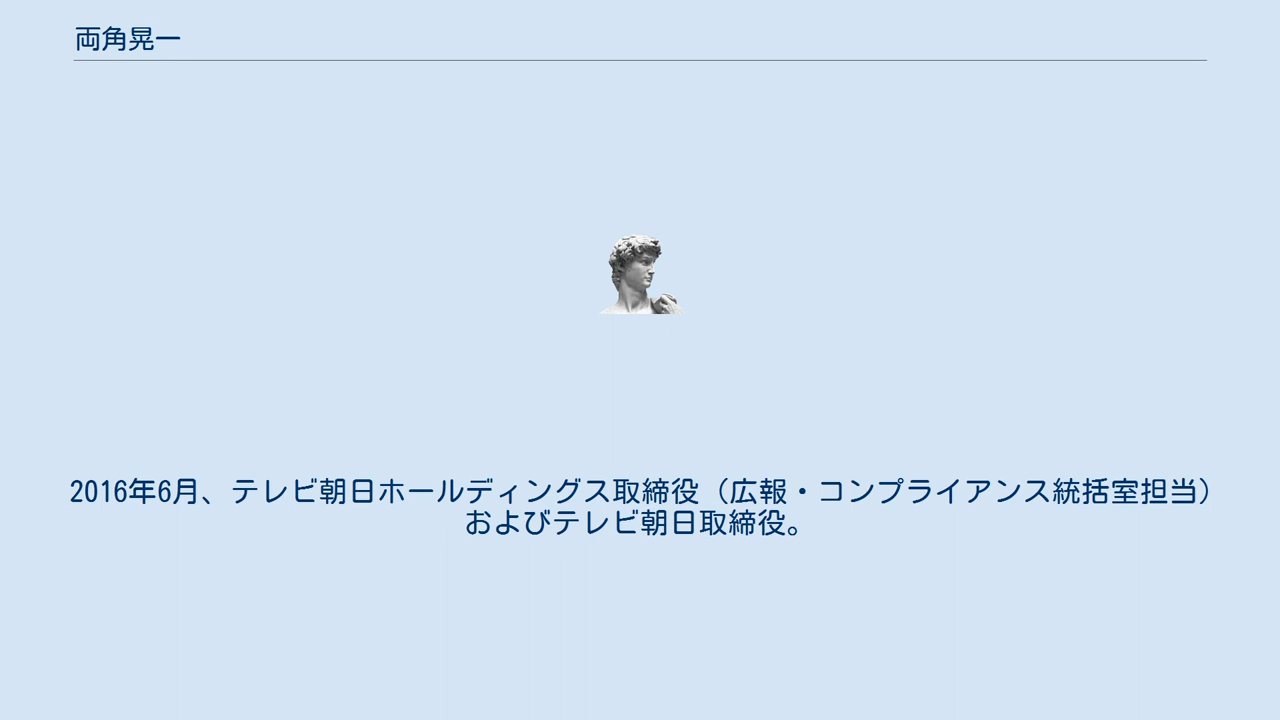 両角晃一
2016年6月、テレビ朝日ホールディングス取締役（広報・コンプライアンス統括室担当）
およびテレビ朝日取締役。